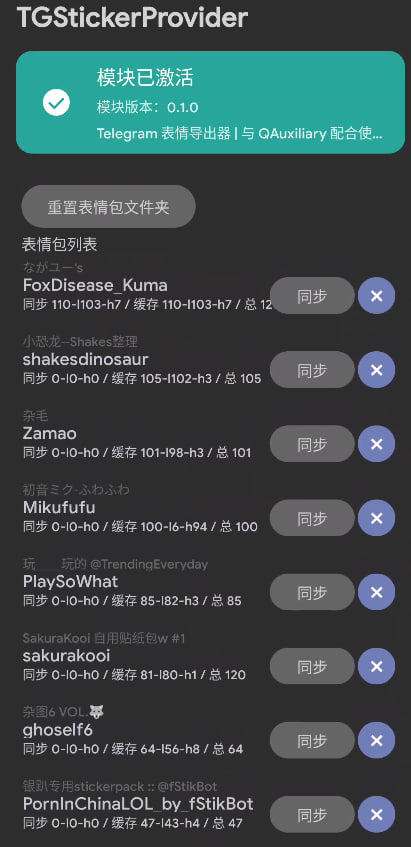 TGStickerProvider
模块已激活
模块版本：0.1.0
Telegram 表情导出器 | 与 QAuxiliary 配合使...
重置表情包文件夹
表情包列表
ながユー's
FoxDisease_Kuma
同步 110-l103-h7 / 缓存 110-l103-h7 / 总 12
同步
小恐龙--Shakes整理
shakesdinosaur
同步 0-l0-h0 / 缓存 105-l102-h3 / 总 105
同步
杂毛
Zamao
同步 0-l0-h0 / 缓存 101-l98-h3 / 总 101
同步
初音ミク-ふわふわ
Mikufufu
同步 0-l0-h0 / 缓存 100-l6-h94 / 总 100
同步
玩___玩的 @TrendingEveryday
PlaySoWhat
同步 0-l0-h0 / 缓存 85-l82-h3 / 总 85
同步
SakuraKooi 自用贴纸包w #1
sakurakooi
同步 0-l0-h0 / 缓存 81-l80-h1 / 总 120
同步
杂图6 VOL.🐺
ghoself6
同步 0-l0-h0 / 缓存 64-l56-h8 / 总 64
同步
银趴专用stickerpack :: @fStikBot
PornInChinaLOL_by_fStikBot
同步 0-l0-h0 / 缓存 47-l43-h4 / 总 47
同步